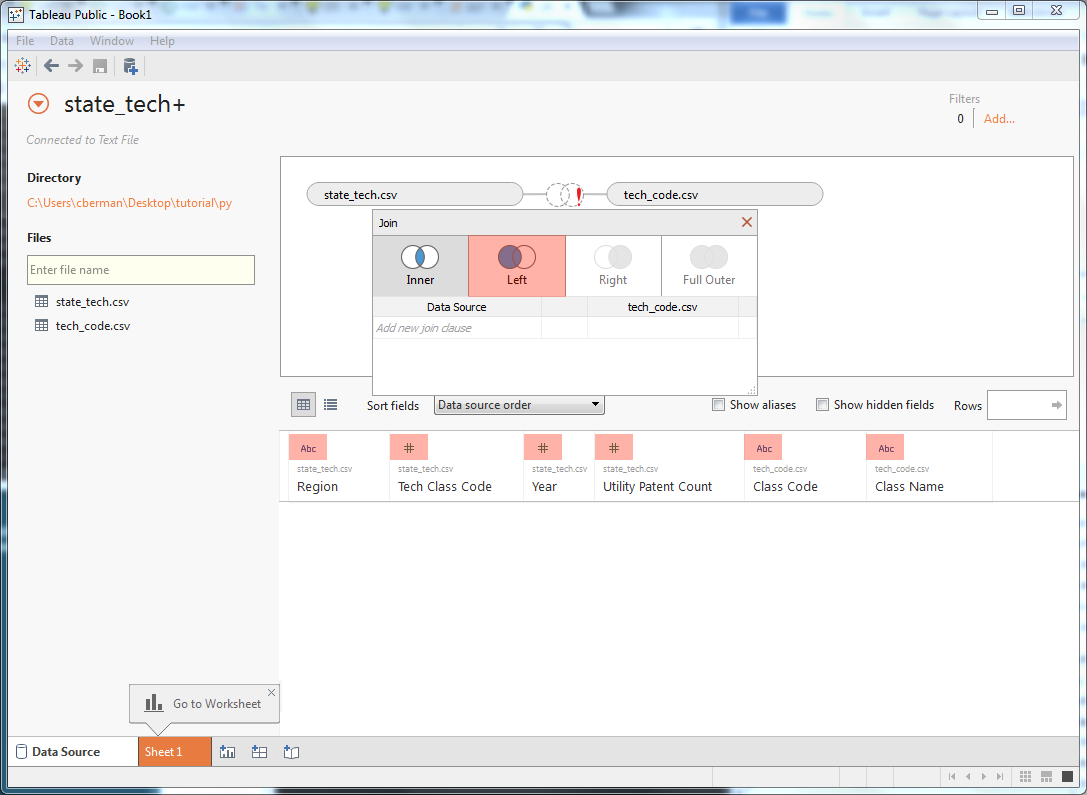 Tableau Public - Book1
File Data Window Help
state_tech+
Connected to Text File
Filters
0 Add...
Directory
C:\Users\cberman\Desktop\tutorial\py
Files
Enter file name
state_tech.csv
tech_code.csv
state_tech.csv tech_code.csv
Join
Inner Left Right Full Outer
Data Source tech_code.csv
Add new join clause
Sort fields Data source order Show aliases Show hidden fields Rows
Abc # # # Abc Abc
state_tech.csv state_tech.csv state_tech.csv state_tech.csv tech_code.csv tech_code.csv
Region Tech Class Code Year Utility Patent Count Class Code Class Name
Go to Worksheet
Data Source Sheet 1